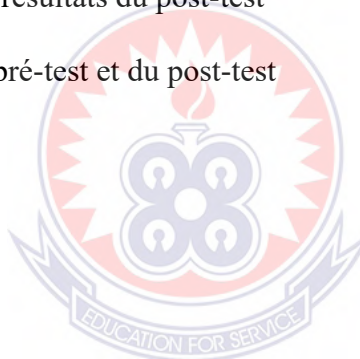 résultats du post-test
pré-test et du post-test
EDUCATION FOR SERVICE